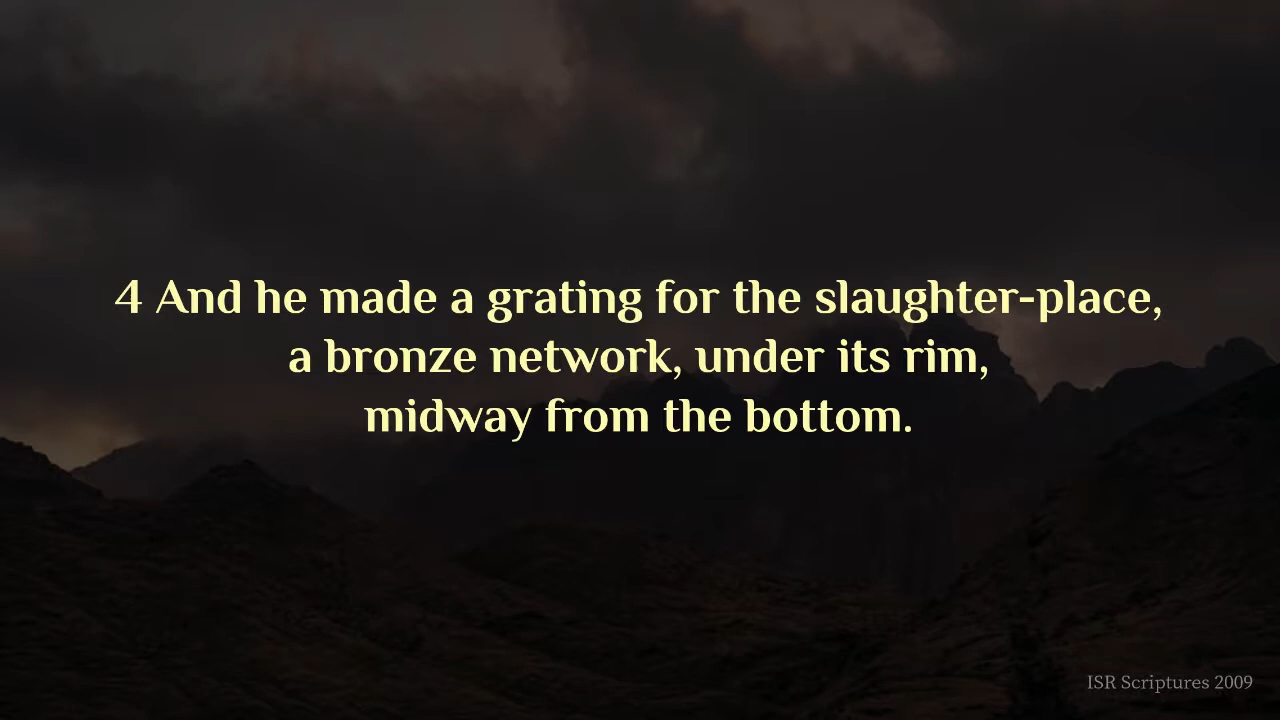 4 And he made a grating for the slaughter-place,
a bronze network, under its rim,
midway from the bottom.
ISR Scriptures 2009